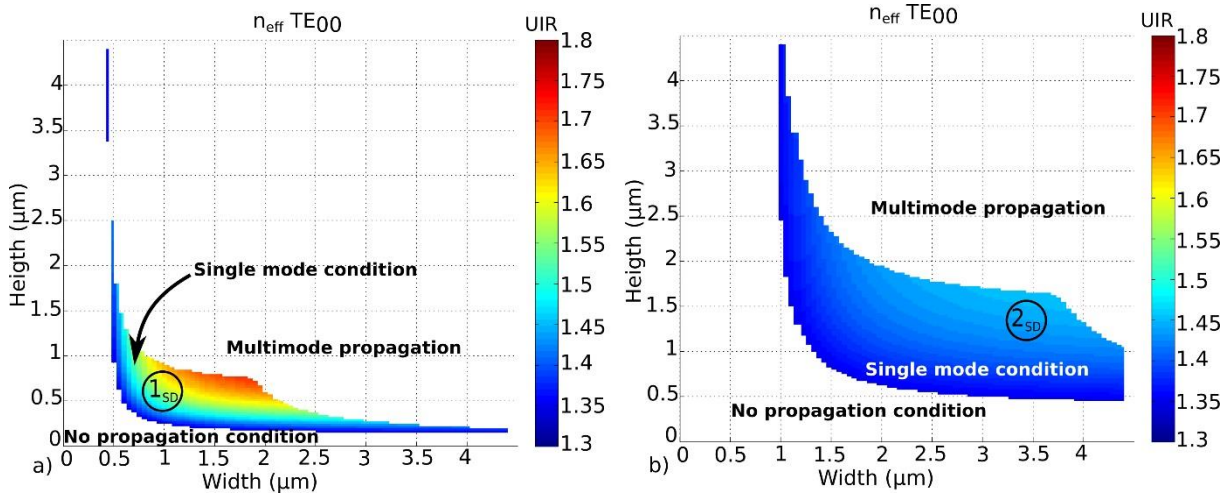 n_eff TE00
UIR
4
3.5
3
2.5
2
1.5
1
0.5
0
Heigth (μm)
Single mode condition
Multimode propagation
1SD
No propagation condition
0 0.5 1 1.5 2 2.5 3 3.5 4
Width (μm)
a)
1.8
1.75
1.7
1.65
1.6
1.55
1.5
1.45
1.4
1.35
1.3
n_eff TE00
UIR
4
3.5
3
2.5
2
1.5
1
0.5
0
Heigth (μm)
Multimode propagation
2SD
Single mode condition
No propagation condition
0 0.5 1 1.5 2 2.5 3 3.5 4
Width (μm)
b)
1.8
1.75
1.7
1.65
1.6
1.55
1.5
1.45
1.4
1.35
1.3